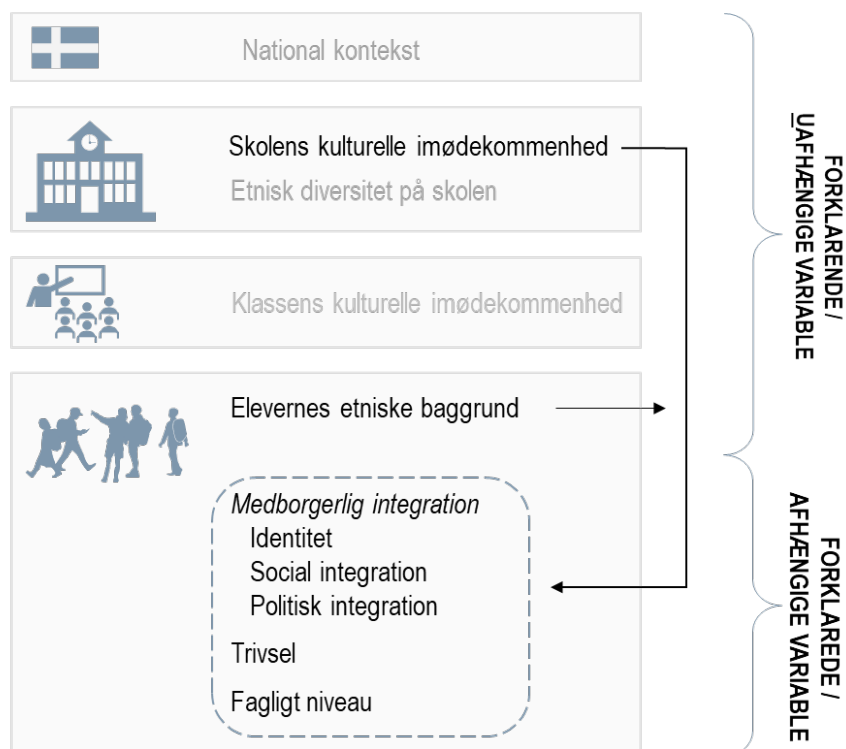 National kontekst
Skolens kulturelle imødekommenhed
Etnisk diversitet på skolen
Klassens kulturelle imødekommenhed
Elevernes etniske baggrund
Medborgerlig integration
Identitet
Social integration
Politisk integration
Trivsel
Fagligt niveau
FORKLARENDE /
UAFHÆNGIGE VARIABLE
FORKLAREDE /
AFHÆNGIGE VARIABLE